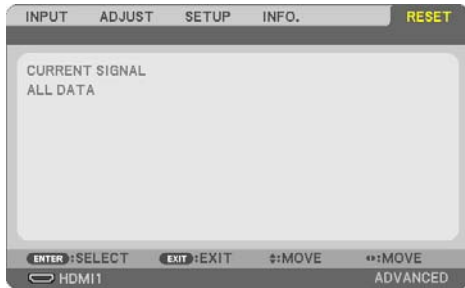 INPUT ADJUST SETUP INFO. RESET
CURRENT SIGNAL
ALL DATA
ENTER :SELECT EXIT :EXIT :MOVE :MOVE
HDMI1 ADVANCED